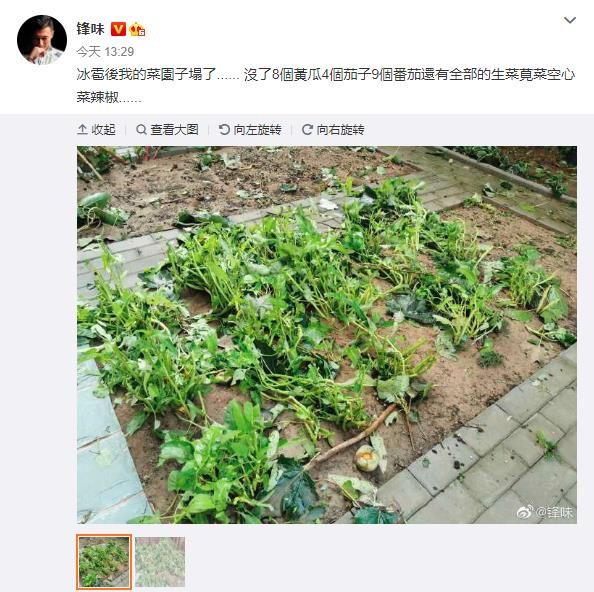 锋味
今天 13:29
冰雹後我的菜園子塌了...... 沒了8個黃瓜4個茄子9個番茄還有全部的生菜莧菜空心
菜辣椒......
收起 查看大图 向左旋转 向右旋转
@锋味